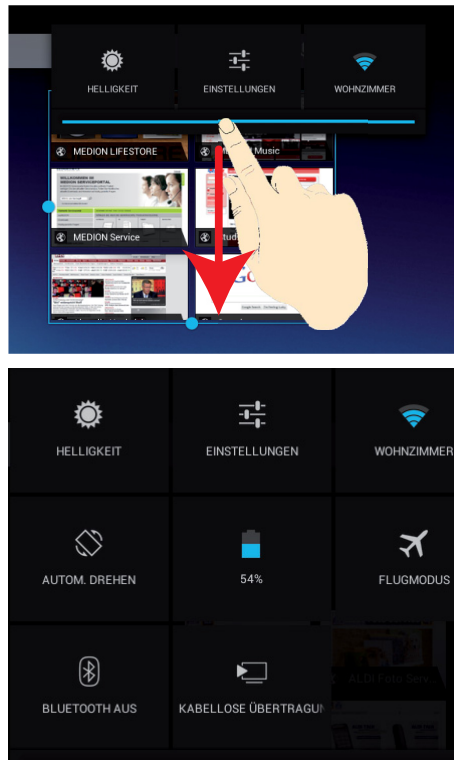 HELLIGKEIT EINSTELLUNGEN WOHNZIMMER
MEDION LIFESTORE Music
MEDION Service
HELLIGKEIT EINSTELLUNGEN WOHNZIMMER
AUTOM. DREHEN 54% FLUGMODUS
ALDI Foto Serv...
BLUETOOTH AUS KABELLOSE ÜBERTRAGUN